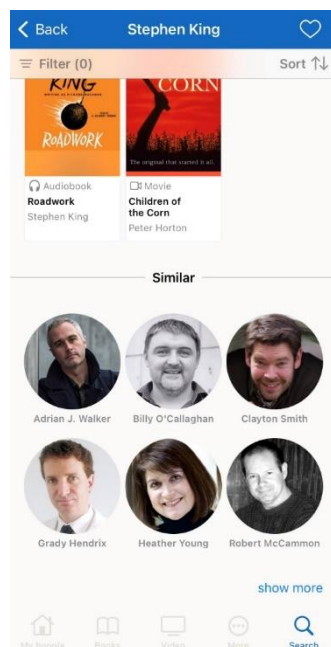 Back
Stephen King
Filter (0)
Sort
KING
ROADWORK
CORN
The original that started it all.
Audiobook
Roadwork
Stephen King
Movie
Children of
the Corn
Peter Horton
Similar
Adrian J. Walker
Billy O'Callaghan
Clayton Smith
Grady Hendrix
Heather Young
Robert McCammon
show more
My hoopla
Books
Video
More
Search